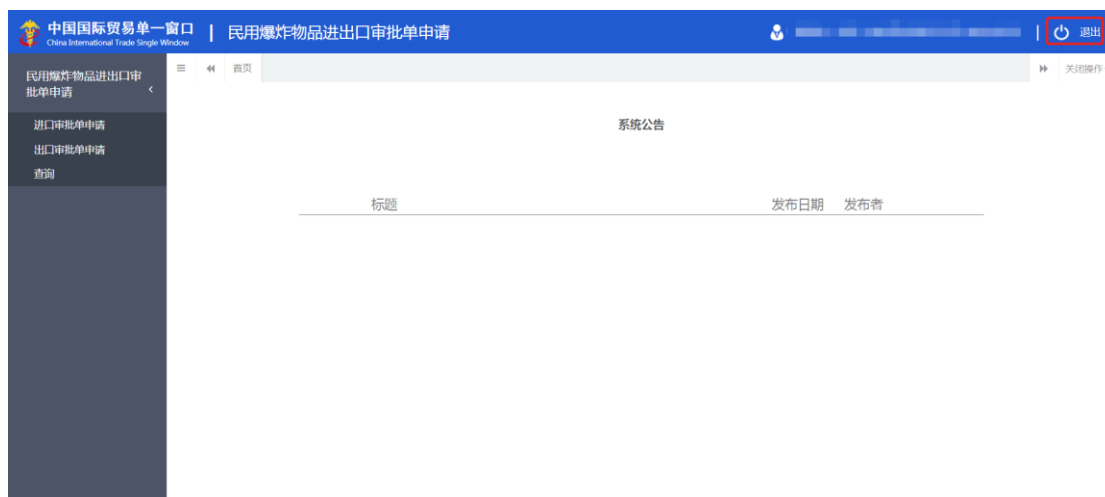 中国国际贸易单一窗口 | 民用爆炸物品进出口审批单申请 | 退出
China International Trade Single Window
民用爆炸物品进出口审
批单申请
首页
关闭操作
进口审批单申请
出口审批单申请
查询
系统公告
标题 发布日期 发布者